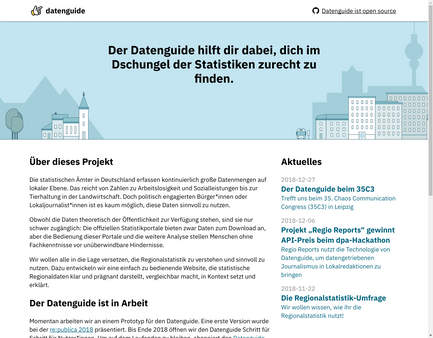 datenguide
Datenguide ist open source
Der Datenguide hilft dir dabei, dich im
Dschungel der Statistiken zurecht zu
finden.
Über dieses Projekt
Die statistischen Ämter in Deutschland erfassen kontinuierlich große Datenmengen auf
lokaler Ebene. Das reicht von Zahlen zu Arbeitslosigkeit und Sozialleistungen bis zur
Tierhaltung in der Landwirtschaft. Doch politisch engagierten Bürger*innen oder
Lokaljournalist*innen ist es kaum möglich, diese Daten sinnvoll zu nutzen.
Obwohl die Daten theoretisch der Öffentlichkeit zur Verfügung stehen, sind sie nur
schwer zugänglich: Die offiziellen Statistikportale bieten zwar Daten zum Download an,
aber die Bedienung dieser Portale und die weitere Analyse stellen Menschen ohne
Fachkenntnisse vor unüberwindbare Hindernisse.
Wir wollen alle in die Lage versetzen, die Regionalstatistik zu verstehen und sinnvoll zu
nutzen. Dazu entwickeln wir eine einfach zu bedienende Website, die statistische
Regionaldaten klar und prägnant darstellt, vergleichbar macht, in Kontext setzt und
erklärt.
Der Datenguide ist in Arbeit
Momentan arbeiten wir an einem Prototyp für den Datenguide. Eine erste Version wurde
bei der re:publica 2018 präsentiert. Bis Ende 2018 öffnen wir den Datenguide Schritt für
Aktuelles
2018-12-27
Der Datenguide beim 35C3
Trefft uns beim 35. Chaos Communication
Congress (35C3) in Leipzig
2018-12-06
Projekt „Regio Reports" gewinnt
API-Preis beim dpa-Hackathon
Regio Reports nutzt die Technologie von
Datenguide, um datengetriebenen
Journalismus in Lokalredaktionen zu
bringen
2018-11-22
Die Regionalstatistik-Umfrage
Wir wollen wissen, wie ihr die
Regionalstatistik nutzt!